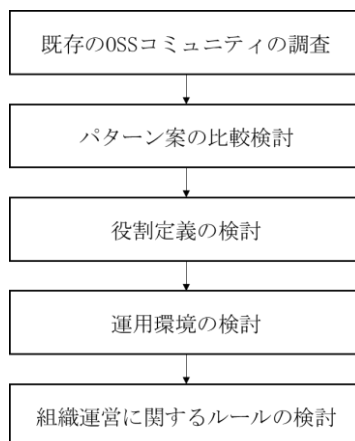 既存のOSSコミュニティの調査
パターン案の比較検討
役割定義の検討
運用環境の検討
組織運営に関するルールの検討